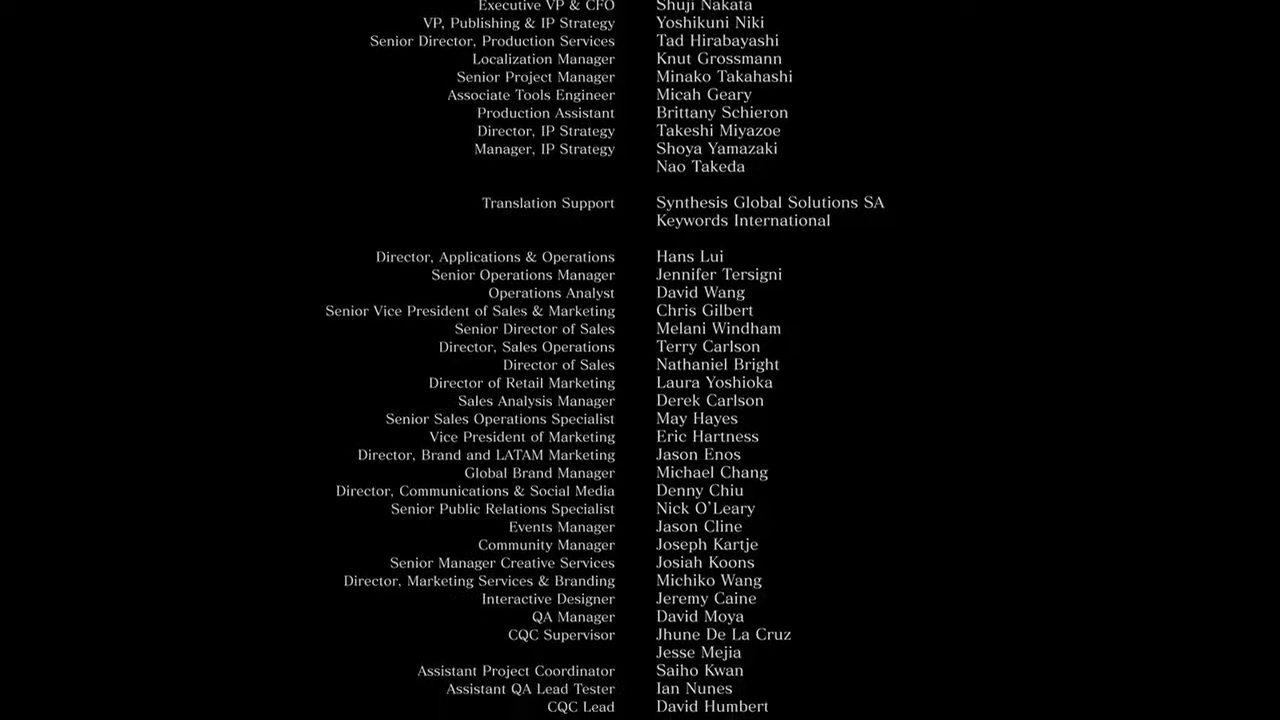 Executive VP & CFO Shuji Nakata
VP, Publishing & IP Strategy Yoshikuni Niki
Senior Director, Production Services Tad Hirabayashi
Localization Manager Knut Grossmann
Senior Project Manager Minako Takahashi
Associate Tools Engineer Micah Geary
Production Assistant Brittany Schieron
Director, IP Strategy Takeshi Miyazoe
Manager, IP Strategy Shoya Yamazaki
Nao Takeda
Translation Support Synthesis Global Solutions SA
Keywords International
Director, Applications & Operations Hans Lui
Senior Operations Manager Jennifer Tersigni
Operations Analyst David Wang
Senior Vice President of Sales & Marketing Chris Gilbert
Senior Director of Sales Melani Windham
Director, Sales Operations Terry Carlson
Director of Sales Nathaniel Bright
Director of Retail Marketing Laura Yoshioka
Sales Analysis Manager Derek Carlson
Senior Sales Operations Specialist May Hayes
Vice President of Marketing Eric Hartness
Director, Brand and LATAM Marketing Jason Enos
Global Brand Manager Michael Chang
Director, Communications & Social Media Denny Chiu
Senior Public Relations Specialist Nick O'Leary
Events Manager Jason Cline
Community Manager Joseph Kartje
Senior Manager Creative Services Josiah Koons
Director, Marketing Services & Branding Michiko Wang
Interactive Designer Jeremy Caine
QA Manager David Moya
CQC Supervisor Jhune De La Cruz
Jesse Mejia
Assistant Project Coordinator Saiho Kwan
Assistant QA Lead Tester Ian Nunes
CQC Lead David Humbert